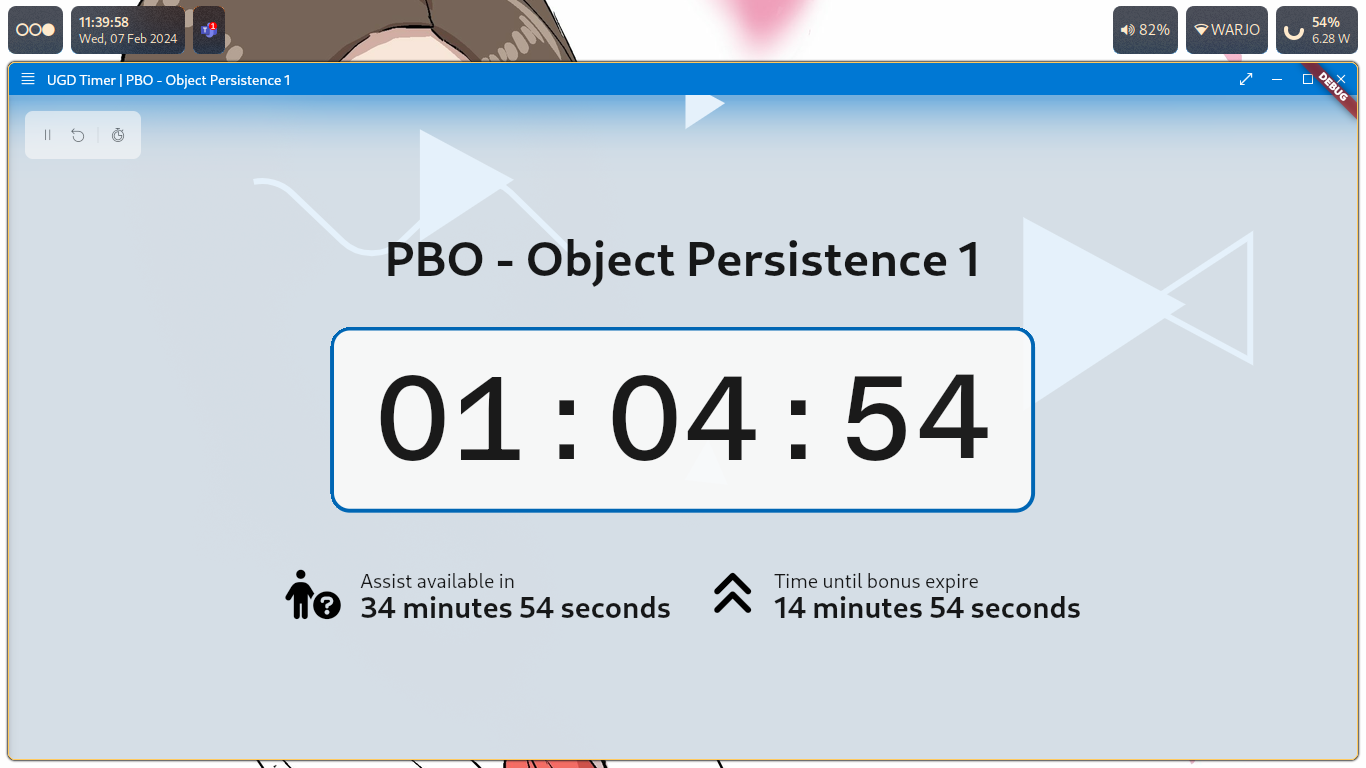 11:39:58
Wed, 07 Feb 2024
1
82%
WARJO
54%
6.28 W
UGD Timer | PBO - Object Persistence 1
DEBUG
PBO - Object Persistence 1
01:04:54
Assist available in
34 minutes 54 seconds
Time until bonus expire
14 minutes 54 seconds